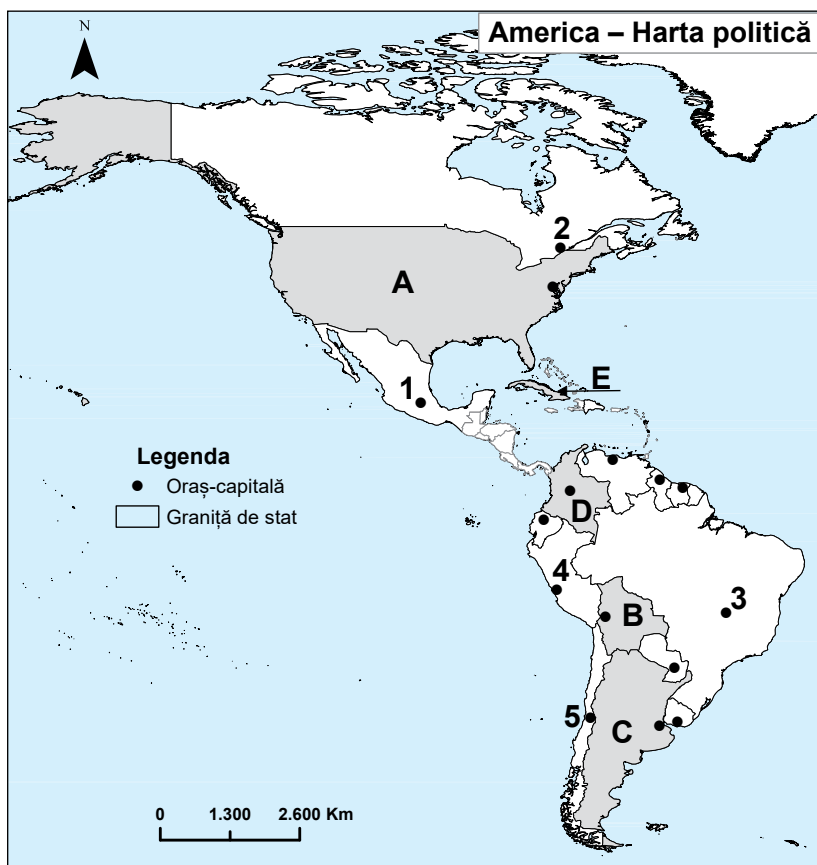 America – Harta politică
N
2
A
E
1
Legenda
Oraș-capitală
Graniță de stat
D
4
B
3
5
C
0 1.300 2.600 Km